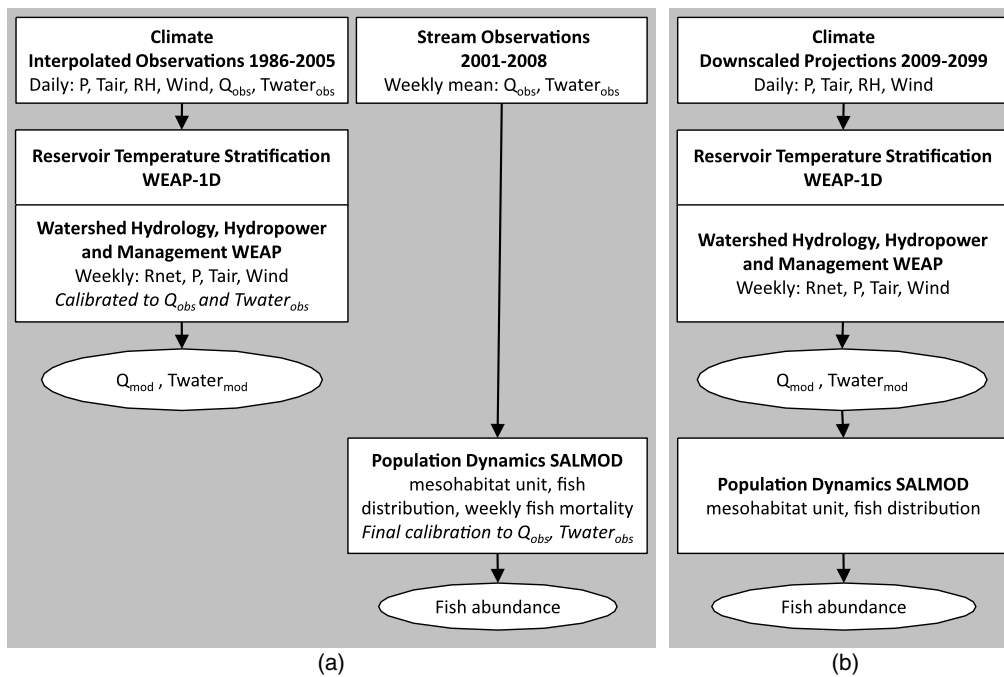 Climate
Interpolated Observations 1986-2005
Daily: P, Tair, RH, Wind, Qobs, Twaterobs
Reservoir Temperature Stratification
WEAP-1D
Watershed Hydrology, Hydropower
and Management WEAP
Weekly: Rnet, P, Tair, Wind
Calibrated to Qobs and Twaterobs
Qmod , Twatermod
Stream Observations
2001-2008
Weekly mean: Qobs, Twaterobs
Population Dynamics SALMOD
mesohabitat unit, fish
distribution, weekly fish mortality
Final calibration to Qobs, Twaterobs
Fish abundance
(a)
Climate
Downscaled Projections 2009-2099
Daily: P, Tair, RH, Wind
Reservoir Temperature Stratification
WEAP-1D
Watershed Hydrology, Hydropower
and Management WEAP
Weekly: Rnet, P, Tair, Wind
Qmod , Twatermod
Population Dynamics SALMOD
mesohabitat unit, fish distribution
Fish abundance
(b)